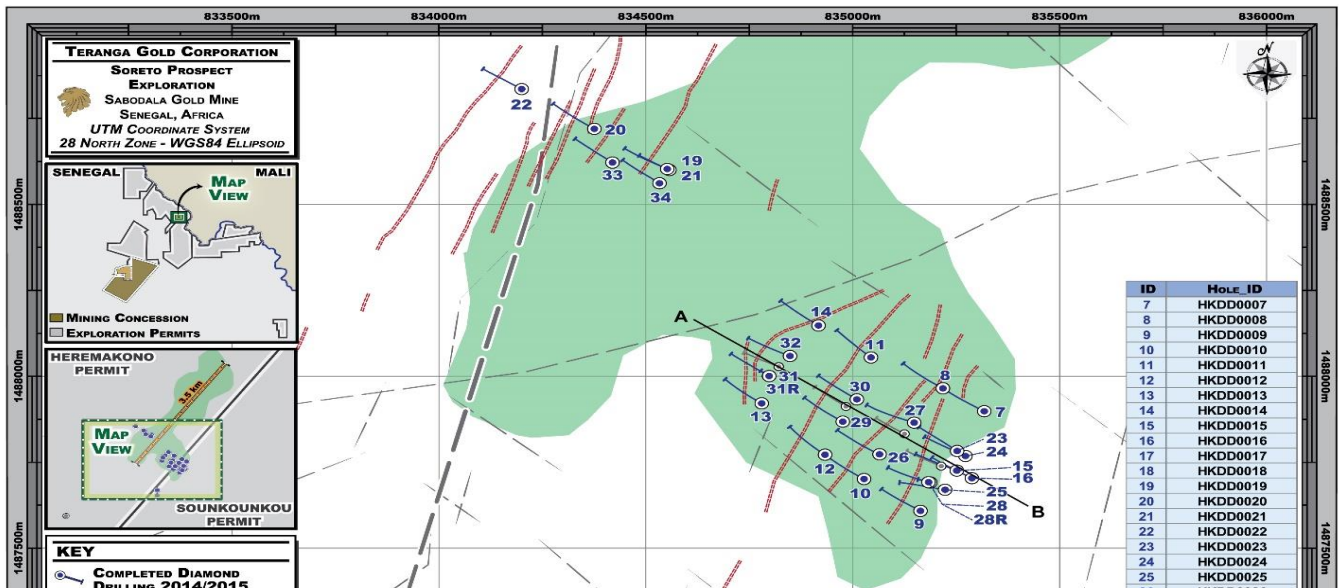 833500m 834000m 834500m 835000m 835500m 836000m
TERANGA GOLD CORPORATION
SORETO PROSPECT
EXPLORATION
SABODALA GOLD MINE
SENEGAL, AFRICA
UTM COORDINATE SYSTEM
28 NORTH ZONE - WGS84 ELLIPSOID
N
SENEGAL MALI
MAP
VIEW
MINING CONCESSION
EXPLORATION PERMITS
HEREMAKONO
PERMIT
3.5 km
MAP
VIEW
SOUNKOUNKOU
PERMIT
KEY
COMPLETED DIAMOND
DRILLING 2014/2015
1488500m
1488000m
1487500m
1488500m
1488000m
1487500m
22
20
19
21
33
34
A
14
32
11
31
31R
30
8
13
29
27
7
23
24
12
26
15
16
10
25
28
28R
9
B
ID HOLE_ID
7 HKDD0007
8 HKDD0008
9 HKDD0009
10 HKDD0010
11 HKDD0011
12 HKDD0012
13 HKDD0013
14 HKDD0014
15 HKDD0015
16 HKDD0016
17 HKDD0017
18 HKDD0018
19 HKDD0019
20 HKDD0020
21 HKDD0021
22 HKDD0022
23 HKDD0023
24 HKDD0024
25 HKDD0025